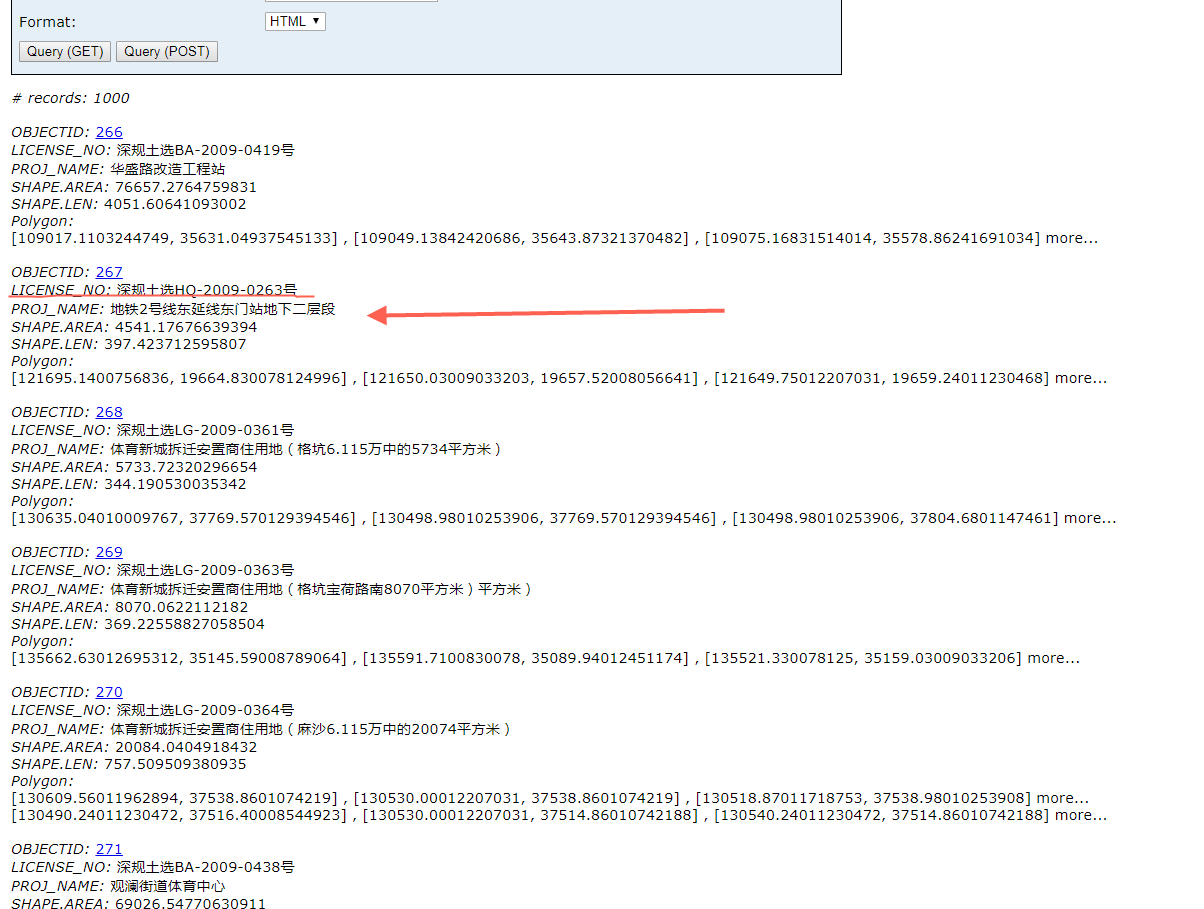 Format:
HTML ▼
Query (GET) Query (POST)
# records: 1000
OBJECTID: 266
LICENSE_NO: 深规土选BA-2009-0419号
PROJ_NAME: 华盛路改造工程站
SHAPE.AREA: 76657.2764759831
SHAPE.LEN: 4051.60641093002
Polygon:
[109017.1103244749, 35631.04937545133] , [109049.13842420686, 35643.87321370482] , [109075.16831514014, 35578.86241691034] more...
OBJECTID: 267
LICENSE_NO: 深规土选HQ-2009-0263号
PROJ_NAME: 地铁2号线东延线东门站地下二层段
SHAPE.AREA: 4541.17676639394
SHAPE.LEN: 397.423712595807
Polygon:
[121695.1400756836, 19664.830078124996] , [121650.03009033203, 19657.52008056641] , [121649.75012207031, 19659.24011230468] more...
OBJECTID: 268
LICENSE_NO: 深规土选LG-2009-0361号
PROJ_NAME: 体育新城拆迁安置商住用地（格坑6.115万中的5734平方米）
SHAPE.AREA: 5733.72320296654
SHAPE.LEN: 344.190530035342
Polygon:
[130635.04010009767, 37769.570129394546] , [130498.98010253906, 37769.570129394546] , [130498.98010253906, 37804.6801147461] more...
OBJECTID: 269
LICENSE_NO: 深规土选LG-2009-0363号
PROJ_NAME: 体育新城拆迁安置商住用地（格坑宝荷路南8070平方米）平方米）
SHAPE.AREA: 8070.0622112182
SHAPE.LEN: 369.22558827058504
Polygon:
[135662.63012695312, 35145.59008789064] , [135591.7100830078, 35089.94012451174] , [135521.330078125, 35159.03009033206] more...
OBJECTID: 270
LICENSE_NO: 深规土选LG-2009-0364号
PROJ_NAME: 体育新城拆迁安置商住用地（麻沙6.115万中的20074平方米）
SHAPE.AREA: 20084.0404918432
SHAPE.LEN: 757.509509380935
Polygon:
[130609.56011962894, 37538.8601074219] , [130530.00012207031, 37538.8601074219] , [130518.87011718753, 37538.98010253908] more...
[130490.24011230472, 37516.40008544923] , [130530.00012207031, 37514.86010742188] , [130540.24011230472, 37514.86010742188] more...
OBJECTID: 271
LICENSE_NO: 深规土选BA-2009-0438号
PROJ_NAME: 观澜街道体育中心
SHAPE.AREA: 69026.54770630911